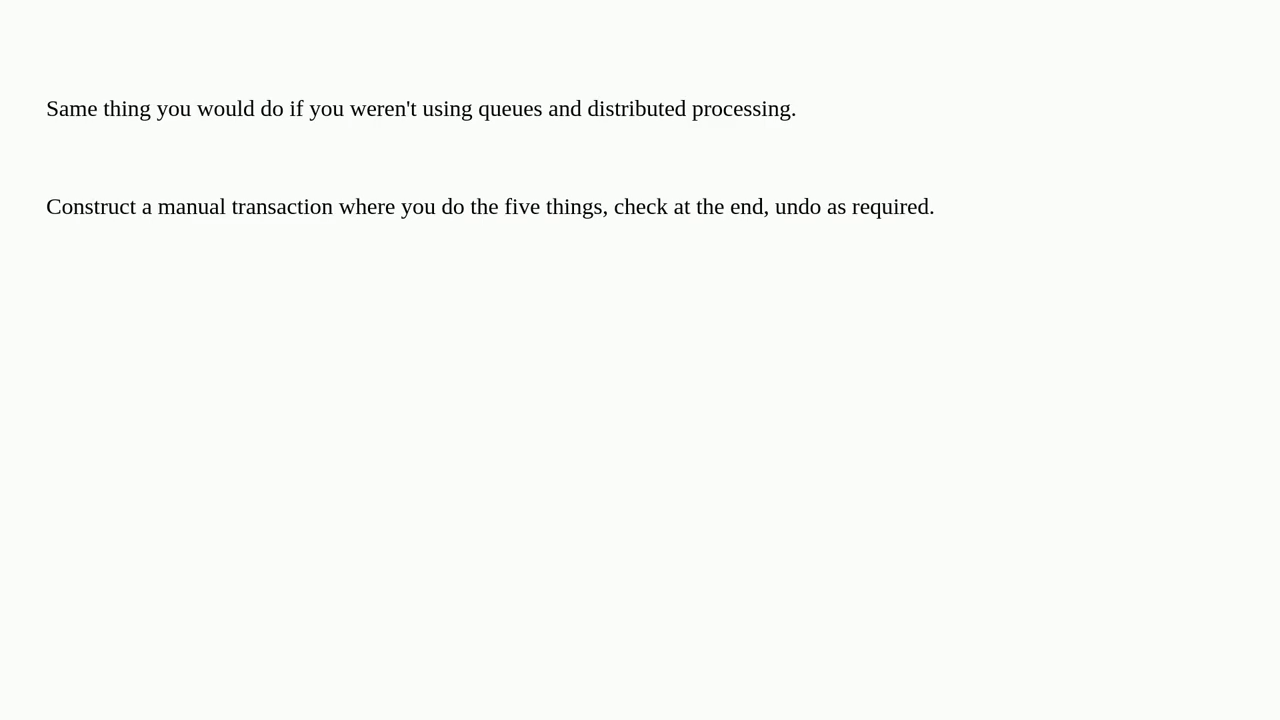 Same thing you would do if you weren't using queues and distributed processing.
Construct a manual transaction where you do the five things, check at the end, undo as required.